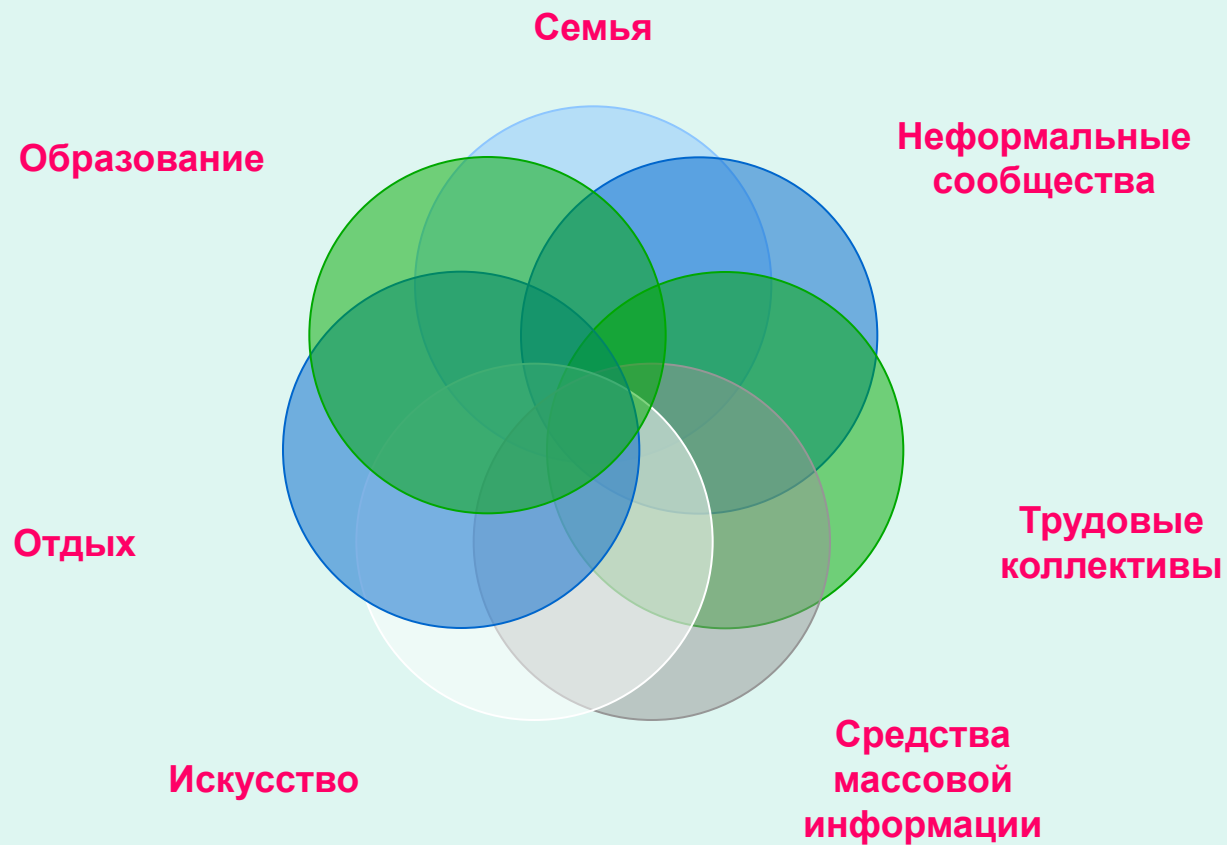 Семья
Образование
Неформальные
сообщества
Отдых
Трудовые
коллективы
Искусство
Средства
массовой
информации